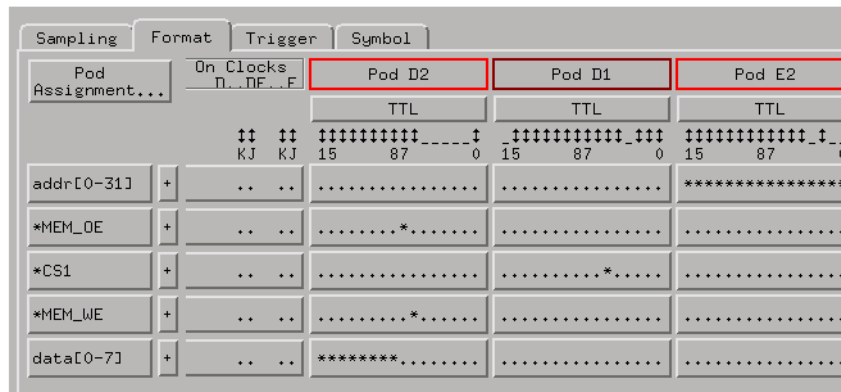 Sampling Format Trigger Symbol
Pod Assignment... On Clocks Pod D2 Pod D1 Pod E2
TTL TTL TTL
KJ KJ 15 87 0 15 87 0 15 87
addr[0-31] + .. .. ................ ................ ****************
*MEM_OE + .. .. ........*....... ................ ................
*CS1 + .. .. ................ ..........*..... ................
*MEM_WE + .. .. .........*...... ................ ................
data[0-7] + .. .. ********........ ................ ................